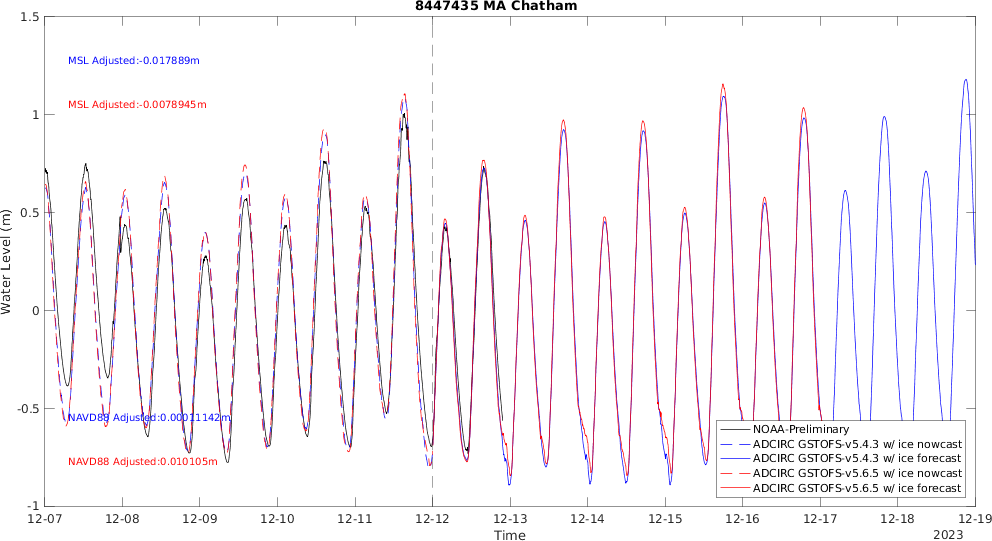 8447435 MA Chatham
1.5
1
0.5
0
-0.5
-1
Water Level (m)
MSL Adjusted:-0.017889m
MSL Adjusted:-0.0078945m
NAVD88 Adjusted:0.00011142m
NAVD88 Adjusted:0.010105m
NOAA-Preliminary
ADCIRC GSTOFS-v5.4.3 w/ ice nowcast
ADCIRC GSTOFS-v5.4.3 w/ ice forecast
ADCIRC GSTOFS-v5.6.5 w/ ice nowcast
ADCIRC GSTOFS-v5.6.5 w/ ice forecast
12-07 12-08 12-09 12-10 12-11 12-12 12-13 12-14 12-15 12-16 12-17 12-18 12-19
Time
2023